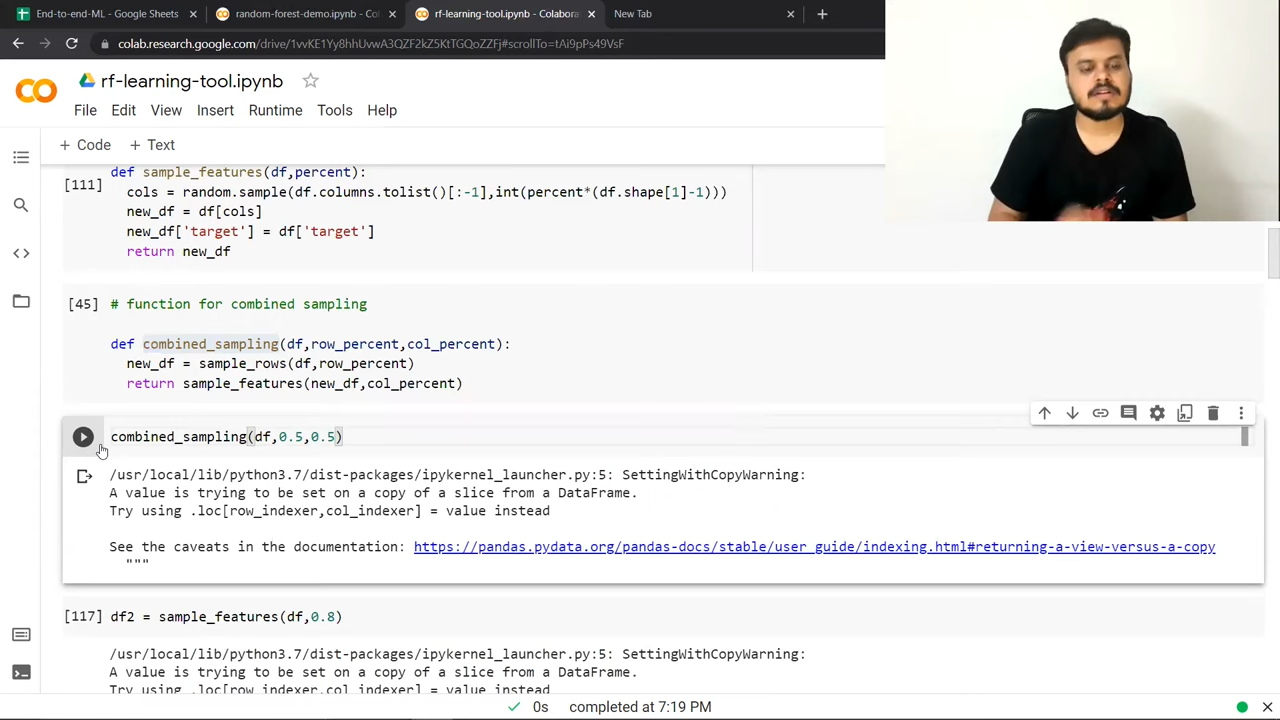 End-to-end-ML - Google Sheets
random-forest-demo.ipynb - Col
rf-learning-tool.ipynb - Colabora
New Tab
colab.research.google.com/drive/1vvKE1Yy8hhUvwA3QZF2kZ5KtTGQoZZFj#scrollTo=tAi9pPs49VsF
rf-learning-tool.ipynb
File Edit View Insert Runtime Tools Help
+ Code + Text
def sample_features(df,percent):
[111]
cols = random.sample(df.columns.tolist()[:-1],int(percent*(df.shape[1]-1)))
new_df = df[cols]
new_df['target'] = df['target']
return new_df
[45] # function for combined sampling
def combined_sampling(df,row_percent,col_percent):
new_df = sample_rows(df,row_percent)
return sample_features(new_df,col_percent)
combined_sampling(df,0.5,0.5)
/usr/local/lib/python3.7/dist-packages/ipykernel_launcher.py:5: SettingWithCopyWarning:
A value is trying to be set on a copy of a slice from a DataFrame.
Try using .loc[row_indexer,col_indexer] = value instead
See the caveats in the documentation: https://pandas.pydata.org/pandas-docs/stable/user_guide/indexing.html#returning-a-view-versus-a-copy
"""
[117] df2 = sample_features(df,0.8)
/usr/local/lib/python3.7/dist-packages/ipykernel_launcher.py:5: SettingWithCopyWarning:
A value is trying to be set on a copy of a slice from a DataFrame.
Try using .loc[row_indexer,col_indexer] = value instead
0s completed at 7:19 PM